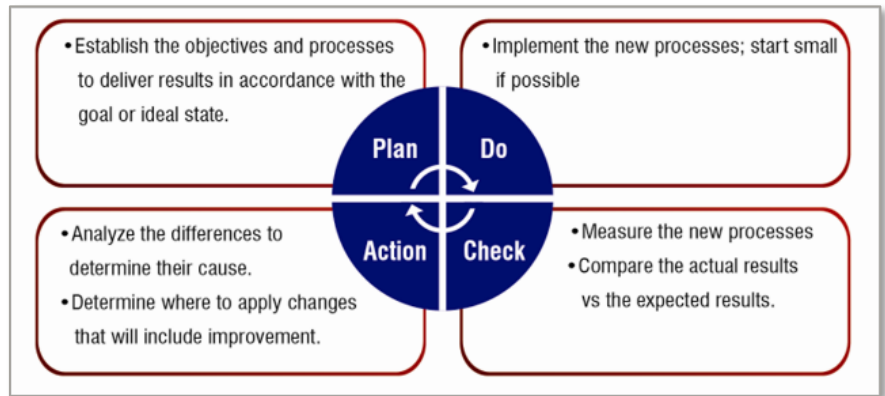 •Establish the objectives and processes
to deliver results in accordance with the
goal or ideal state.
•Implement the new processes; start small
if possible
Plan
Do
•Analyze the differences to
determine their cause.
•Determine where to apply changes
that will include improvement.
Action
Check
•Measure the new processes
•Compare the actual results
vs the expected results.